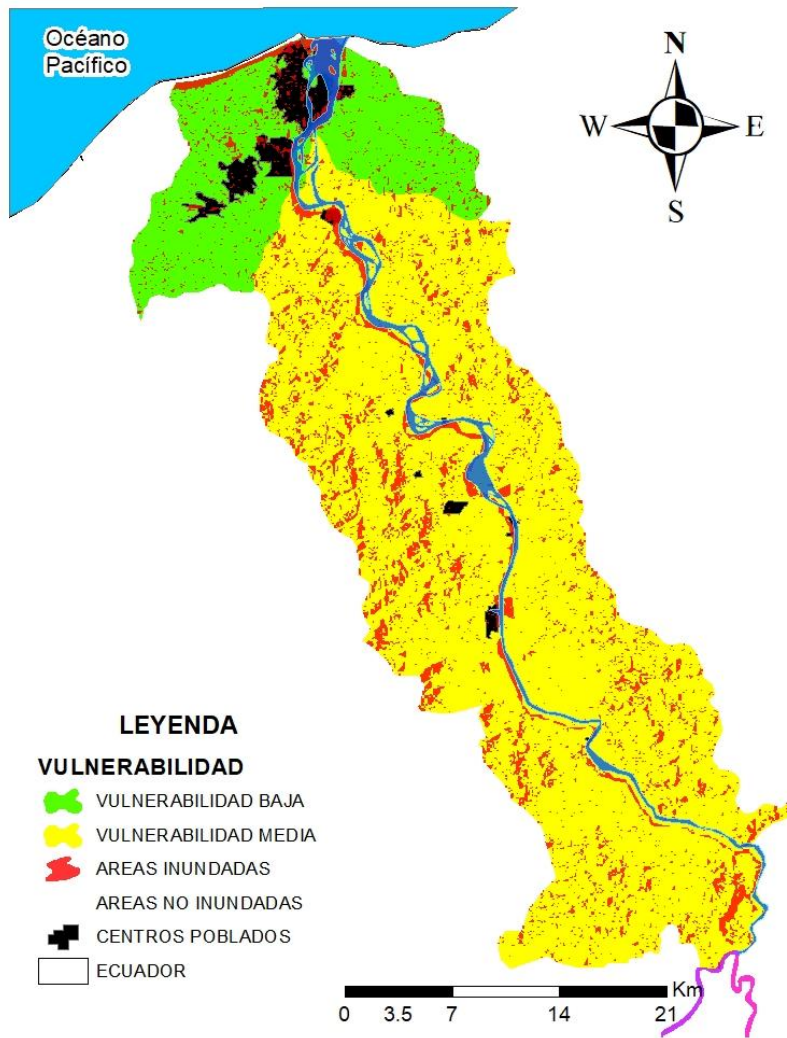 Océano
Pacífico
N
W E
S
LEYENDA
VULNERABILIDAD
VULNERABILIDAD BAJA
VULNERABILIDAD MEDIA
AREAS INUNDADAS
AREAS NO INUNDADAS
CENTROS POBLADOS
ECUADOR
Km
0 3.5 7 14 21